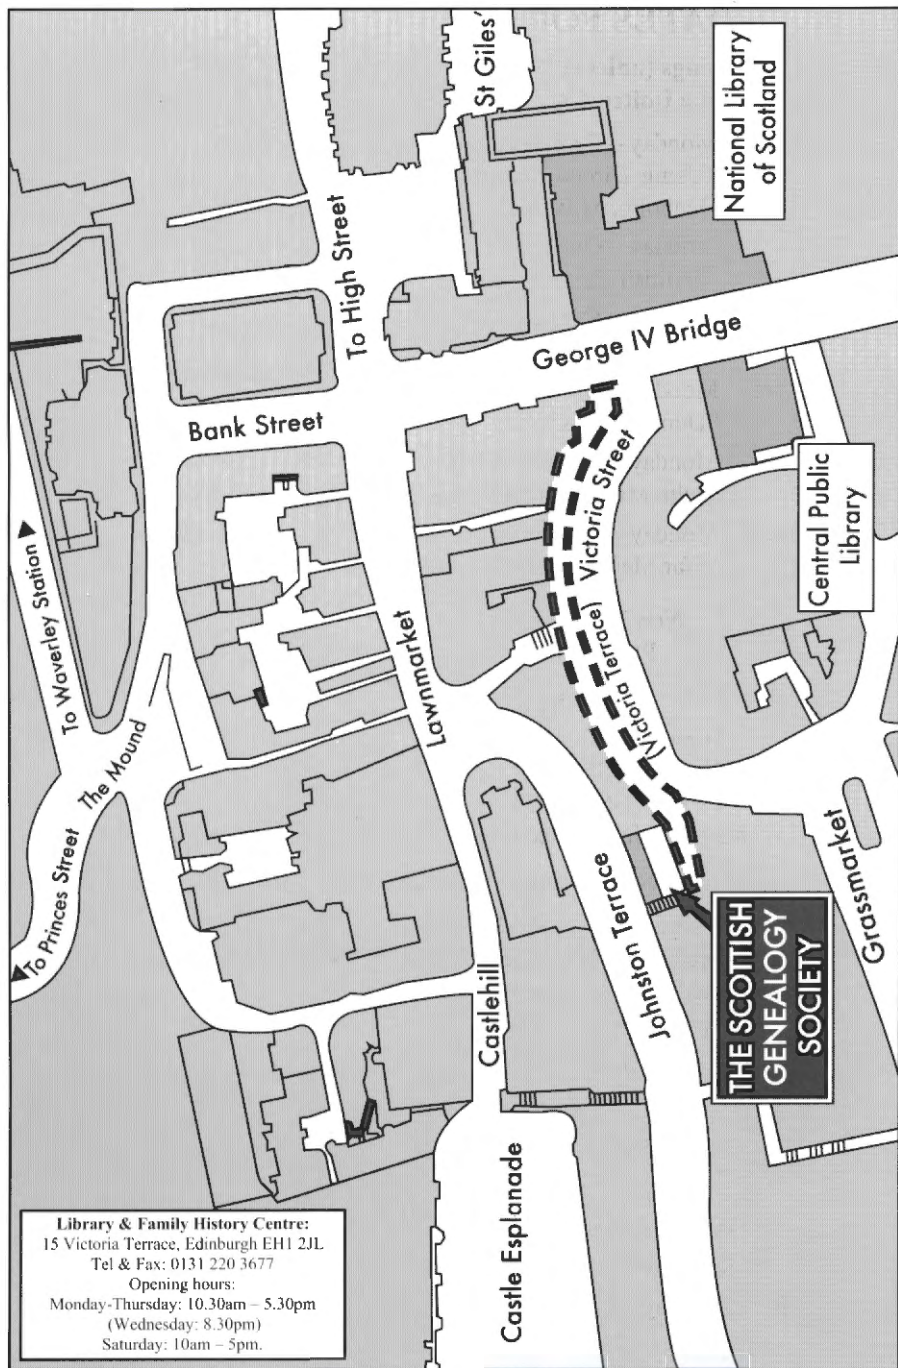 St Giles'
National Library
of Scotland
To High Street
George IV Bridge
Bank Street
Victoria Street
(Victoria Terrace)
Central Public
Library
To Waverley Station
The Mound
To Princes Street
Lawnmarket
Johnston Terrace
Grassmarket
THE SCOTTISH
GENEALOGY
SOCIETY
Castlehill
Castle Esplanade
Library & Family History Centre:
15 Victoria Terrace, Edinburgh EH1 2JL
Tel & Fax: 0131 220 3677
Opening hours:
Monday-Thursday: 10.30am – 5.30pm
(Wednesday: 8.30pm)
Saturday: 10am – 5pm.